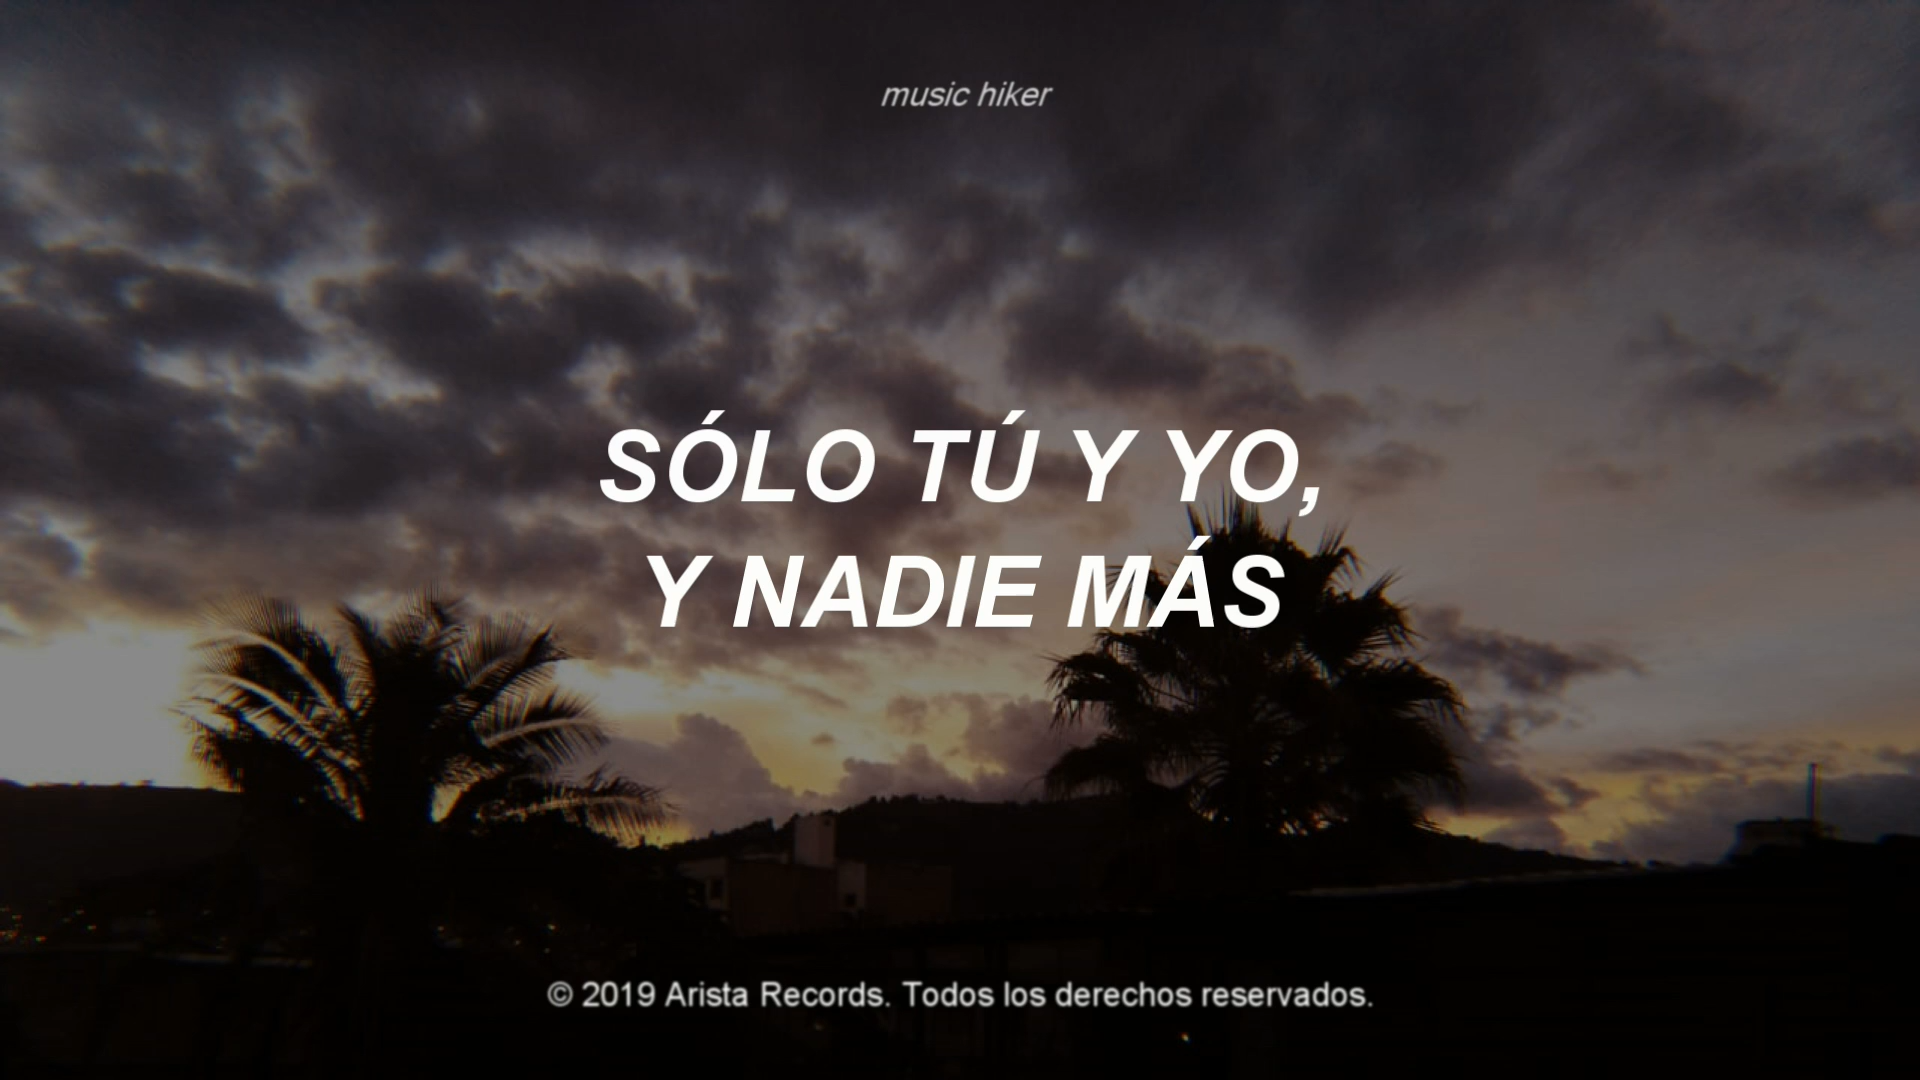 music hiker
SÓLO TÚ Y YO,
Y NADIE MÁS
© 2019 Arista Records. Todos los derechos reservados.